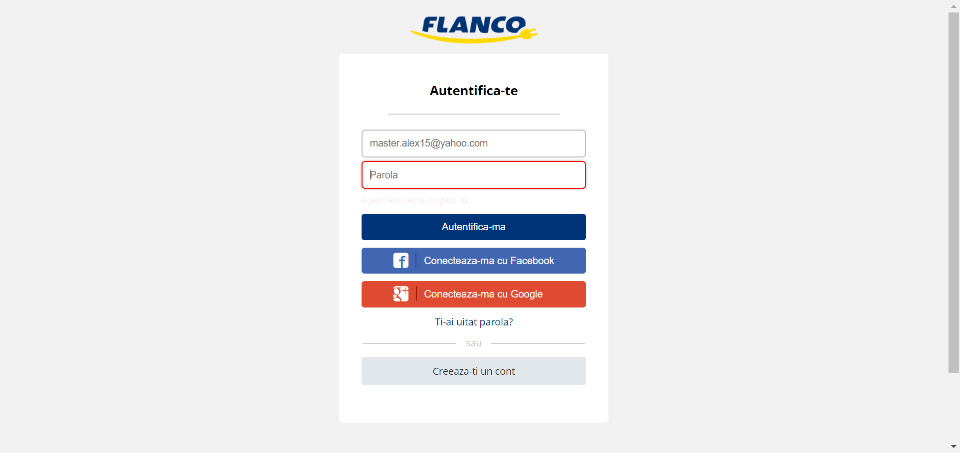 FLANCO
Autentifica-te
master.alex15@yahoo.com
Parola
Acest camp este obligatoriu.
Autentifica-ma
Conecteaza-ma cu Facebook
Conecteaza-ma cu Google
Ti-ai uitat parola?
sau
Creeaza-ti un cont